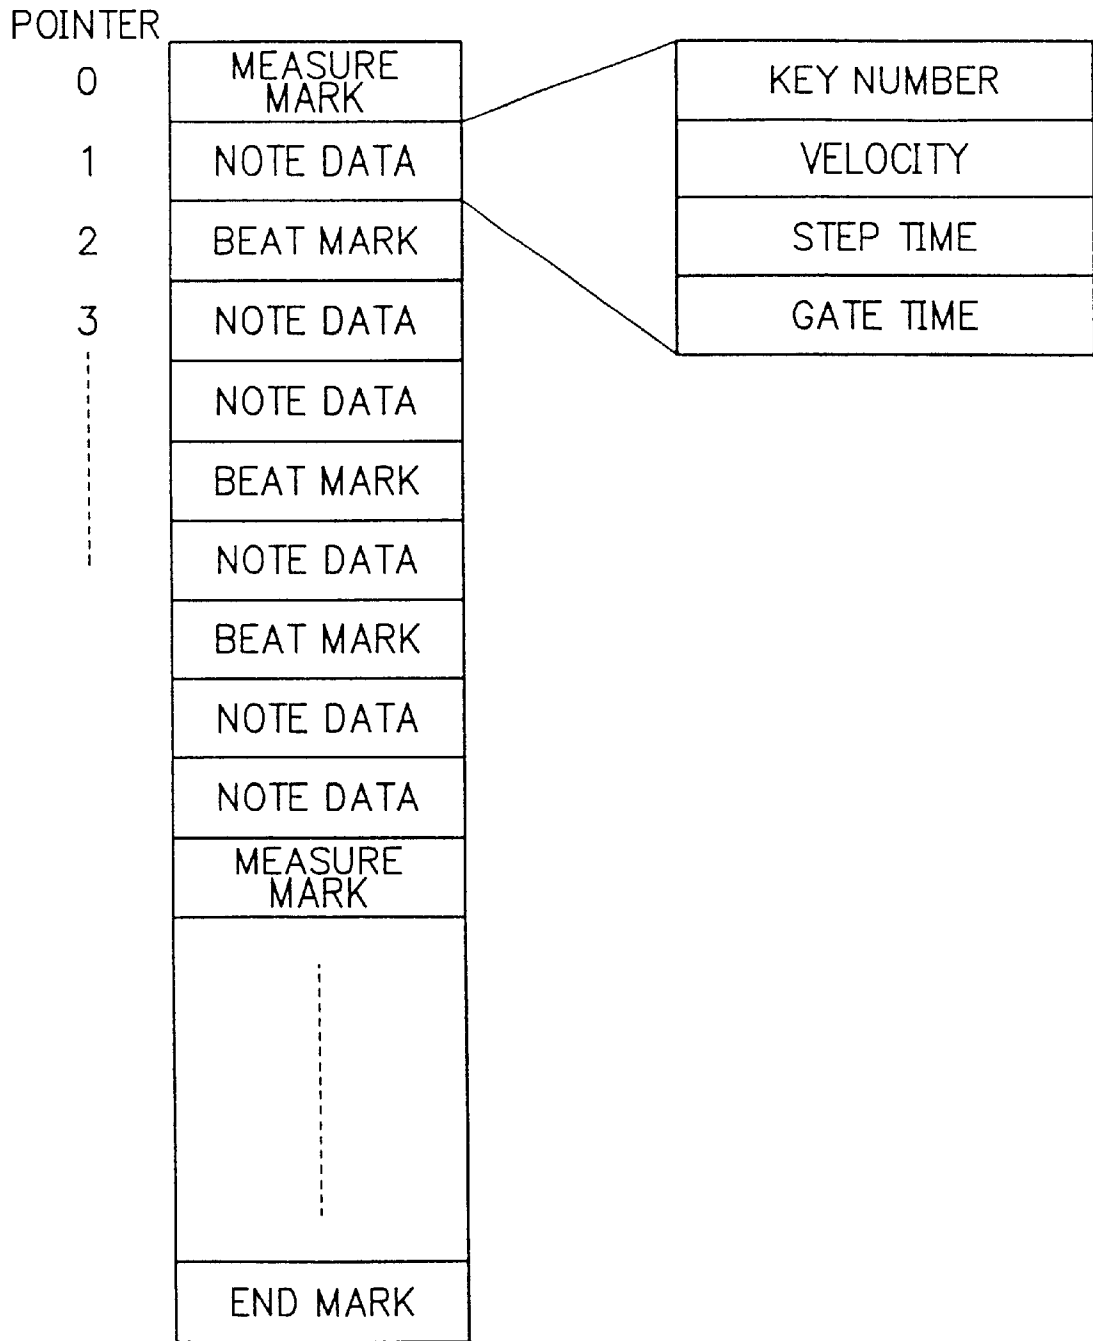 POINTER
0
MEASURE
MARK
1
NOTE DATA
2
BEAT MARK
3
NOTE DATA
NOTE DATA
BEAT MARK
NOTE DATA
BEAT MARK
NOTE DATA
NOTE DATA
MEASURE
MARK
END MARK
KEY NUMBER
VELOCITY
STEP TIME
GATE TIME